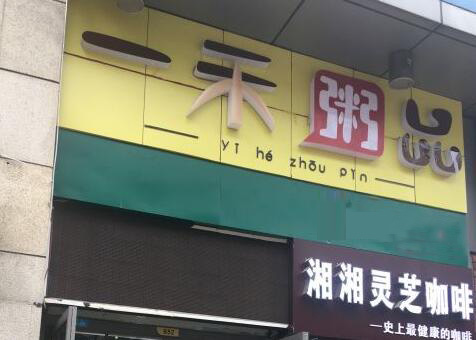 一禾粥品
yī hé zhōu pǐn
湘湘灵芝咖啡
—史上最健康的咖啡